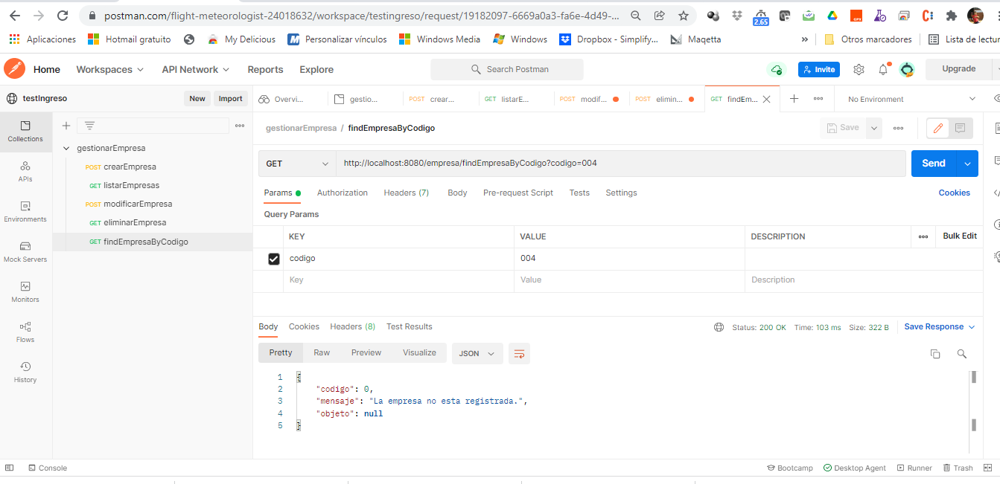 postman.com/flight-meteorologist-24018632/workspace/testingreso/request/19182097-6669a0a3-fa6e-4d49-...
2.65
Aplicaciones Hotmail gratuito My Delicious Personalizar vínculos Windows Media Windows Dropbox - Simplify... Maqetta » Otros marcadores Lista de lectur
Home Workspaces API Network Reports Explore Search Postman Invite Upgrade
testIngreso New Import Overvi... gestio... POST crear... GET listarE... POST modif... POST elimin... GET findEm... No Environment
Collections
APIs
Environments
Mock Servers
Monitors
Flows
History
gestionarEmpresa
POST crearEmpresa
GET listarEmpresas
POST modificarEmpresa
GET eliminarEmpresa
GET findEmpresaByCodigo
gestionarEmpresa / findEmpresaByCodigo Save
GET http://localhost:8080/empresa/findEmpresaByCodigo?codigo=004 Send
Params Authorization Headers (7) Body Pre-request Script Tests Settings Cookies
Query Params
KEY VALUE DESCRIPTION Bulk Edit
codigo 004
Key Value Description
Body Cookies Headers (8) Test Results Status: 200 OK Time: 103 ms Size: 322 B Save Response
Pretty Raw Preview Visualize JSON
1 {
2 "codigo": 0,
3 "mensaje": "La empresa no esta registrada.",
4 "objeto": null
5 }
Console Bootcamp Desktop Agent Runner Trash